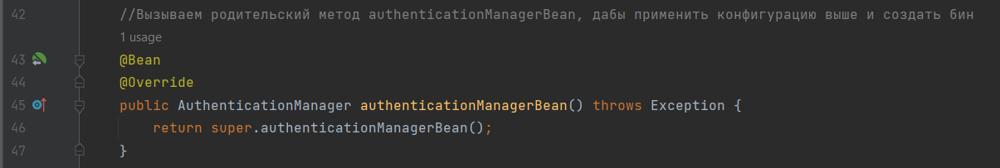 42 //Вызываем родительский метод authenticationManagerBean, дабы применить конфигурацию выше и создать бин
1 usage
43 @Bean
44 @Override
45 public AuthenticationManager authenticationManagerBean() throws Exception {
46 return super.authenticationManagerBean();
47 }